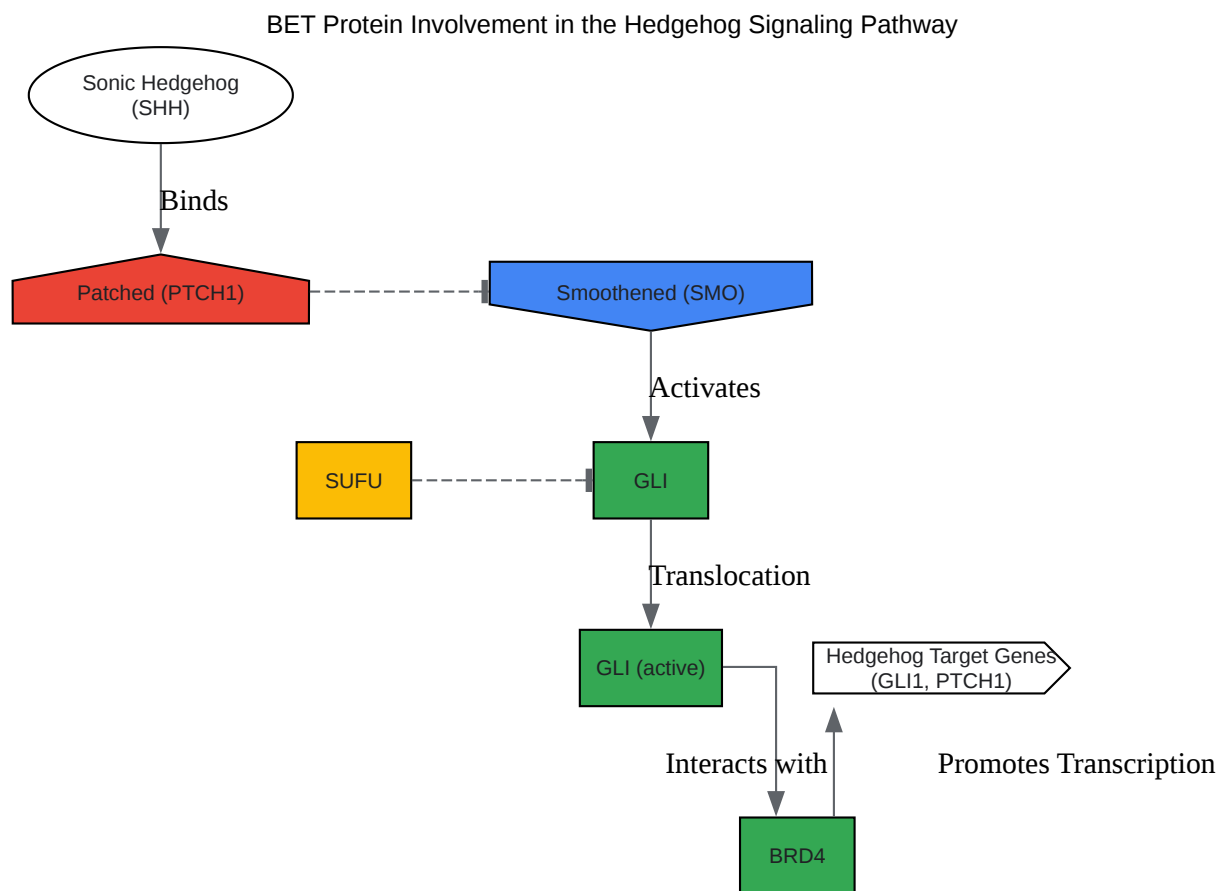 BET Protein Involvement in the Hedgehog Signaling Pathway
Sonic Hedgehog
(SHH)
Binds
Patched (PTCH1)
Smoothened (SMO)
Activates
SUFU
GLI
Translocation
GLI (active)
Hedgehog Target Genes
(GLI1, PTCH1)
Interacts with
Promotes Transcription
BRD4